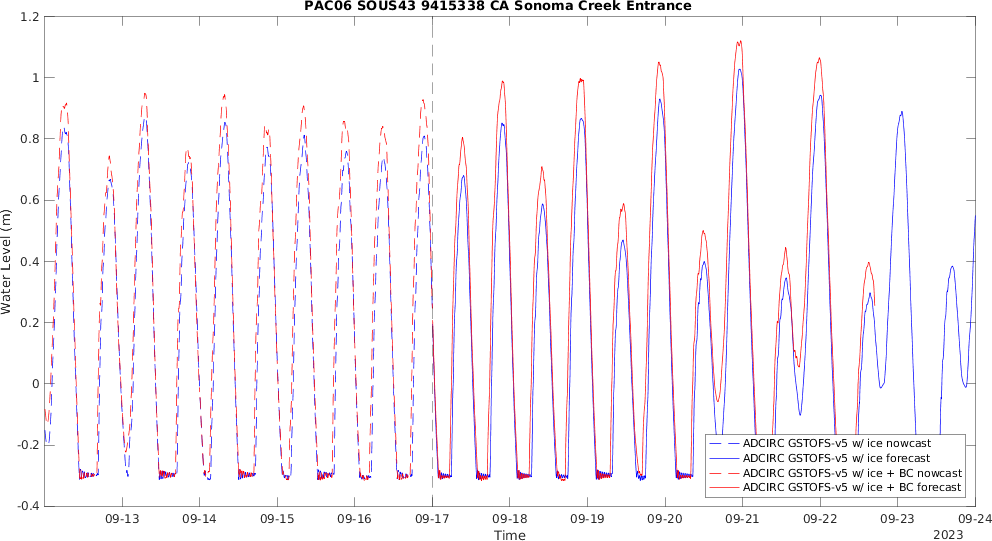 PAC06 SOUS43 9415338 CA Sonoma Creek Entrance
1.2
1
0.8
0.6
0.4
0.2
0
-0.2
-0.4
Water Level (m)
ADCIRC GSTOFS-v5 w/ ice nowcast
ADCIRC GSTOFS-v5 w/ ice forecast
ADCIRC GSTOFS-v5 w/ ice + BC nowcast
ADCIRC GSTOFS-v5 w/ ice + BC forecast
09-13 09-14 09-15 09-16 09-17 09-18 09-19 09-20 09-21 09-22 09-23 09-24
Time
2023